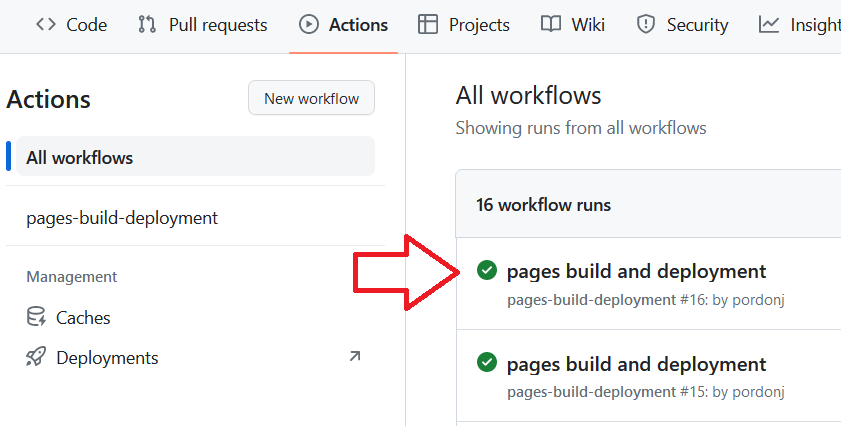 Code Pull requests Actions Projects Wiki Security Insight
Actions
New workflow
All workflows
pages-build-deployment
Management
Caches
Deployments
All workflows
Showing runs from all workflows
16 workflow runs
pages build and deployment
pages-build-deployment #16: by pordonj
pages build and deployment
pages-build-deployment #15: by pordonj